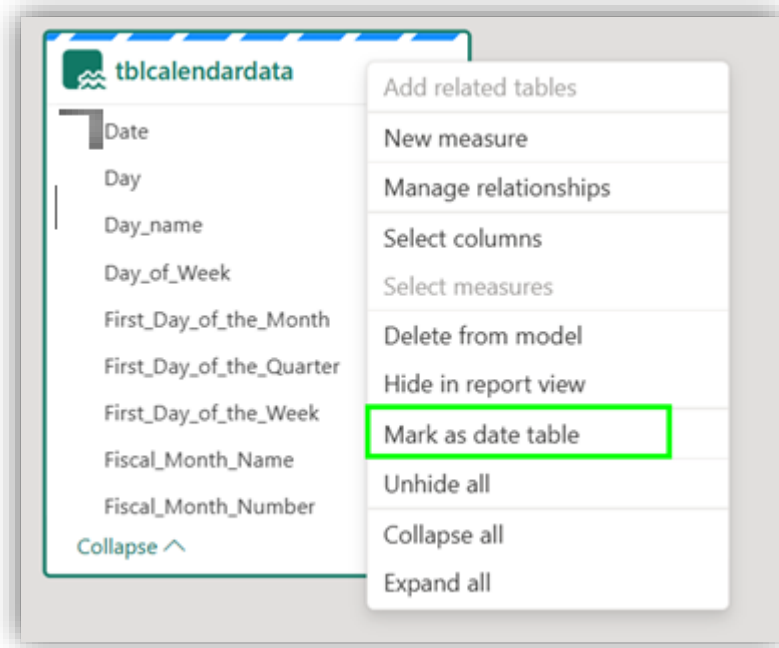 tblcalendardata
Date
Day
Day_name
Day_of_Week
First_Day_of_the_Month
First_Day_of_the_Quarter
First_Day_of_the_Week
Fiscal_Month_Name
Fiscal_Month_Number
Collapse
Add related tables
New measure
Manage relationships
Select columns
Select measures
Delete from model
Hide in report view
Mark as date table
Unhide all
Collapse all
Expand all